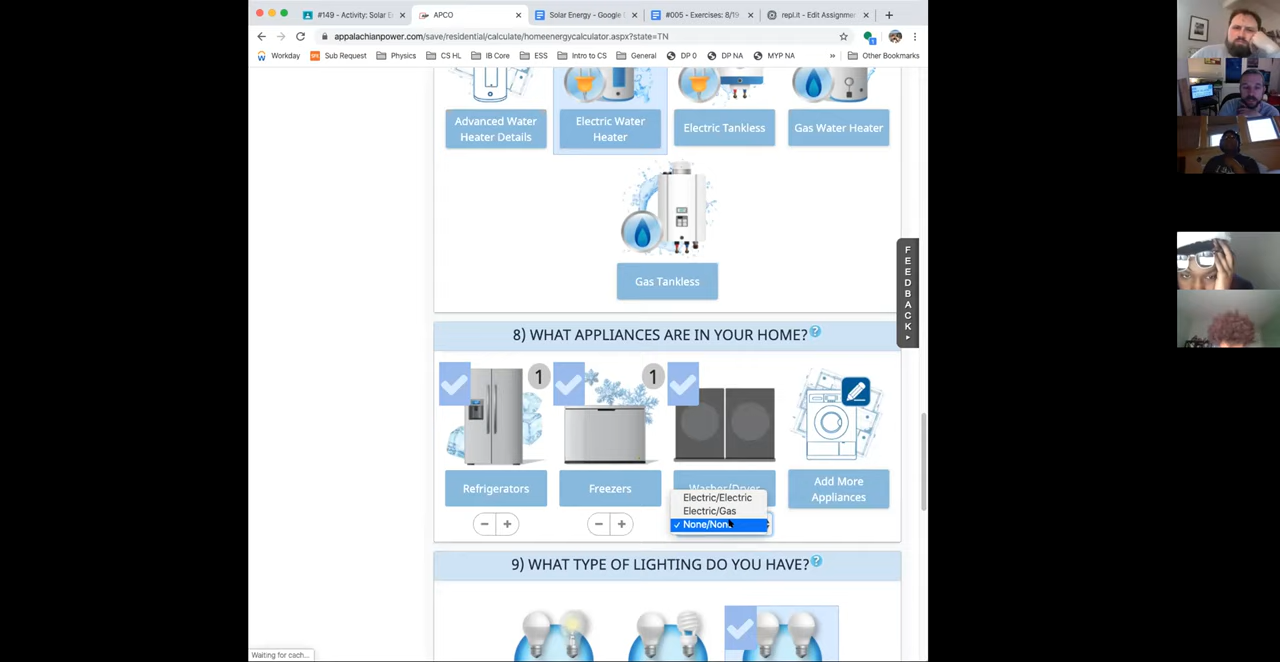 #149 - Activity: Solar E
APCO
Solar Energy - Google D
#005 - Exercises: 8/19
repl.it - Edit Assignme
appalachianpower.com/save/residential/calculate/homeenergycalculator.aspx?state=TN
Workday
Sub Request
Physics
CS HL
IB Core
ESS
Intro to CS
General
DP 0
DP NA
MYP NA
»
Other Bookmarks
Advanced Water
Heater Details
Electric Water
Heater
Electric Tankless
Gas Water Heater
Gas Tankless
FEEDBACK
8) WHAT APPLIANCES ARE IN YOUR HOME?
1
1
Refrigerators
Freezers
Washer/Dryer
Add More
Appliances
Electric/Electric
Electric/Gas
None/None
9) WHAT TYPE OF LIGHTING DO YOU HAVE?
Waiting for cach...